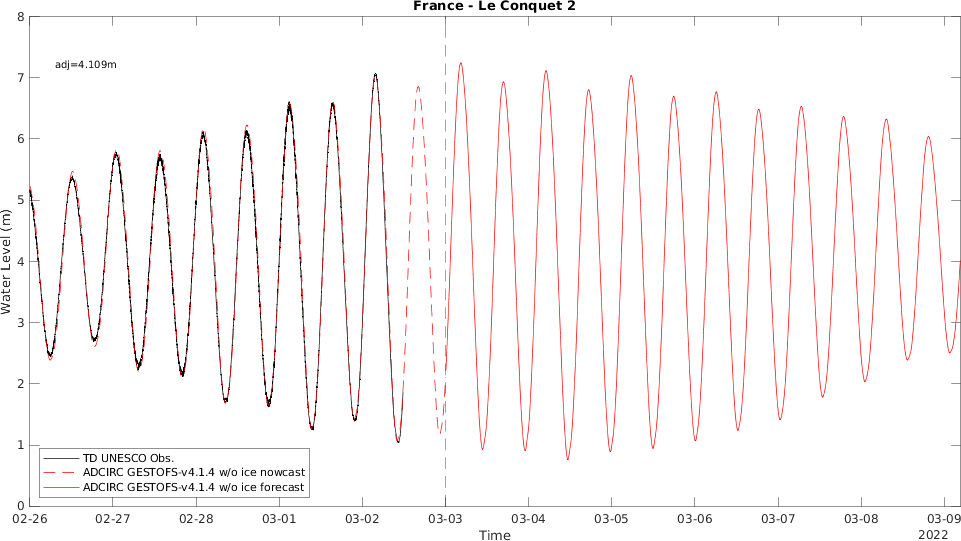 France - Le Conquet 2
8
7
6
5
4
3
2
1
0
Water Level (m)
adj=4.109m
TD UNESCO Obs.
ADCIRC GESTOFS-v4.1.4 w/o ice nowcast
ADCIRC GESTOFS-v4.1.4 w/o ice forecast
02-26 02-27 02-28 03-01 03-02 03-03 03-04 03-05 03-06 03-07 03-08 03-09
Time
2022